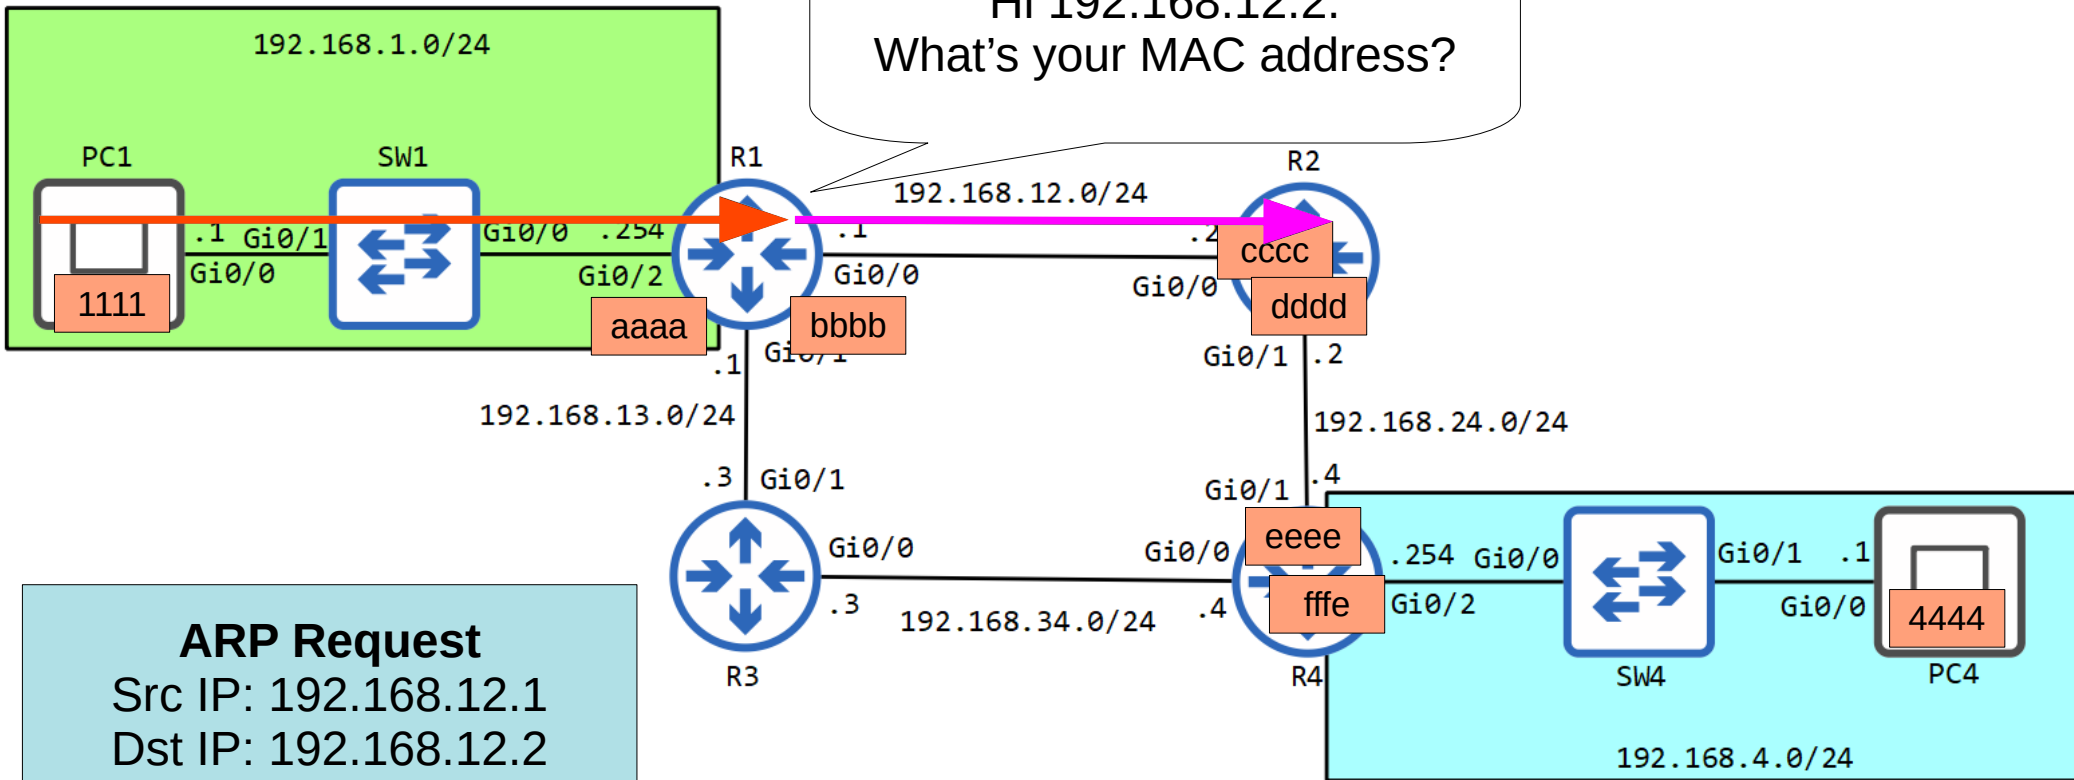 Hi 192.168.12.2.
What's your MAC address?
192.168.1.0/24
PC1
SW1
R1
R2
192.168.12.0/24
.1
Gi0/1
Gi0/0
.254
.1
.2
Gi0/0
Gi0/2
Gi0/0
Gi0/0
cccc
1111
aaaa
bbbb
dddd
.1
Gi0/1
Gi0/1
.2
192.168.13.0/24
192.168.24.0/24
.3
Gi0/1
Gi0/1
.4
eeee
Gi0/0
Gi0/0
.254
Gi0/0
Gi0/1
.1
.3
192.168.34.0/24
.4
fffe
Gi0/2
Gi0/0
4444
R3
R4
SW4
PC4
192.168.4.0/24
ARP Request
Src IP: 192.168.12.1
Dst IP: 192.168.12.2